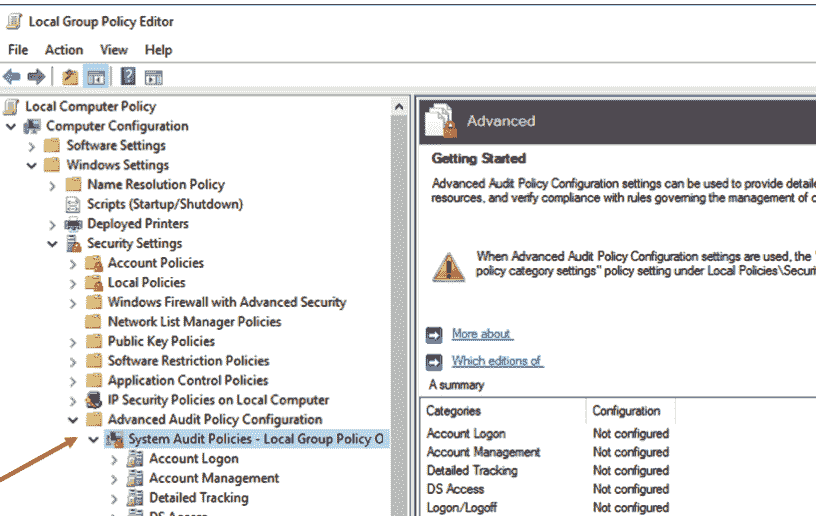 Local Group Policy Editor
File Action View Help
Local Computer Policy
Computer Configuration
Software Settings
Windows Settings
Name Resolution Policy
Scripts (Startup/Shutdown)
Deployed Printers
Security Settings
Account Policies
Local Policies
Windows Firewall with Advanced Security
Network List Manager Policies
Public Key Policies
Software Restriction Policies
Application Control Policies
IP Security Policies on Local Computer
Advanced Audit Policy Configuration
System Audit Policies - Local Group Policy O
Account Logon
Account Management
Detailed Tracking
DS Access
Advanced
Getting Started
Advanced Audit Policy Configuration settings can be used to provide detaile
resources, and verify compliance with rules governing the management of c
When Advanced Audit Policy Configuration settings are used, the "
policy category settings" policy setting under Local Policies\Securi
More about
Which editions of
A summary
Categories Configuration
Account Logon Not configured
Account Management Not configured
Detailed Tracking Not configured
DS Access Not configured
Logon/Logoff Not configured